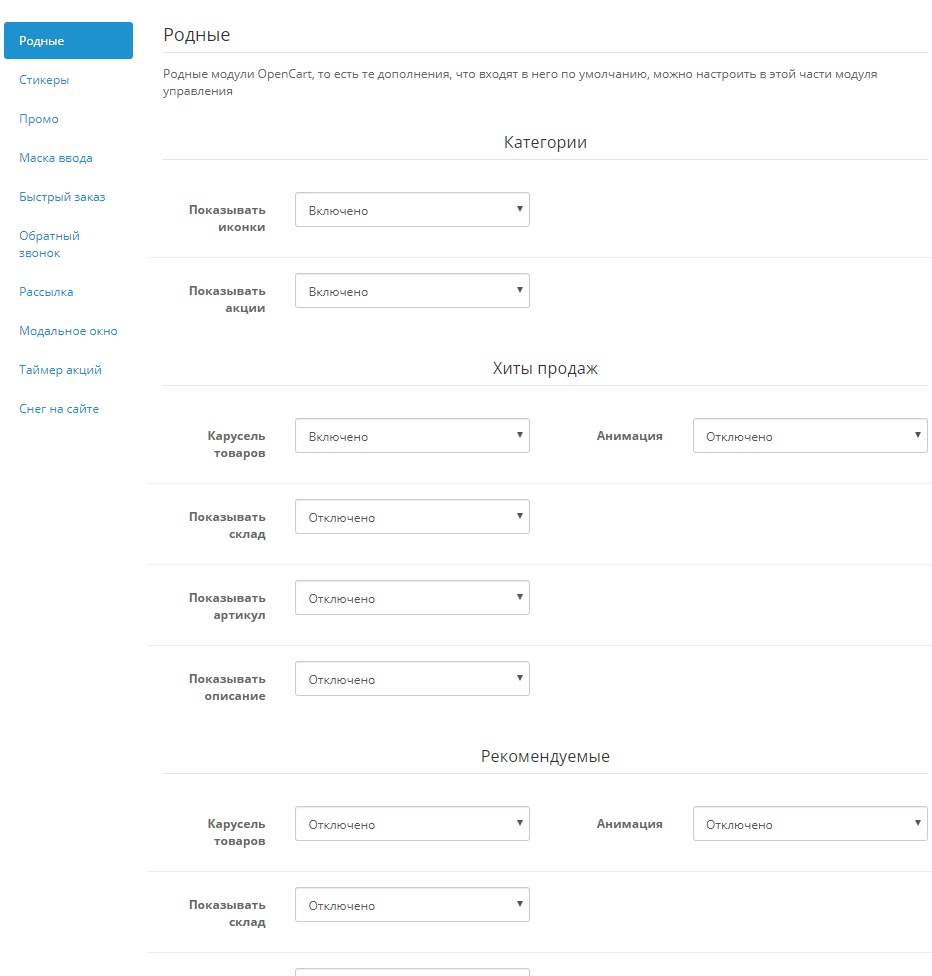 Родные
Стикеры
Промо
Маска ввода
Быстрый заказ
Обратный
звонок
Рассылка
Модальное окно
Таймер акций
Снег на сайте
Родные
Родные модули OpenCart, то есть те дополнения, что входят в него по умолчанию, можно настроить в этой части модуля
управления
Категории
Показывать
иконки
Включено
Показывать
акции
Включено
Хиты продаж
Карусель
товаров
Включено
Анимация
Отключено
Показывать
склад
Отключено
Показывать
артикул
Отключено
Показывать
описание
Отключено
Рекомендуемые
Карусель
товаров
Отключено
Анимация
Отключено
Показывать
склад
Отключено